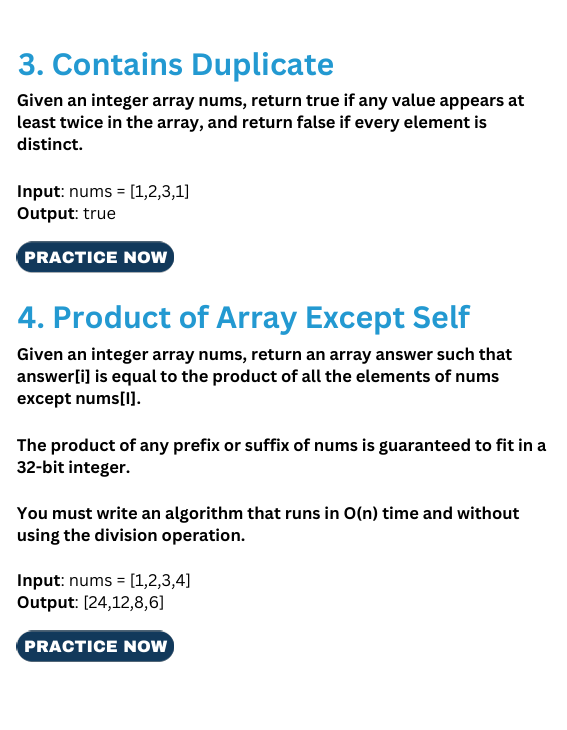 3. Contains Duplicate
Given an integer array nums, return true if any value appears at
least twice in the array, and return false if every element is
distinct.
Input: nums = [1,2,3,1]
Output: true
PRACTICE NOW
4. Product of Array Except Self
Given an integer array nums, return an array answer such that
answer[i] is equal to the product of all the elements of nums
except nums[I].
The product of any prefix or suffix of nums is guaranteed to fit in a
32-bit integer.
You must write an algorithm that runs in O(n) time and without
using the division operation.
Input: nums = [1,2,3,4]
Output: [24,12,8,6]
PRACTICE NOW